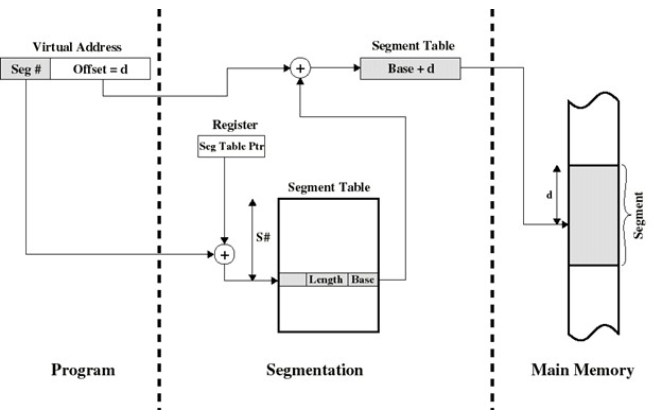 Virtual Address
Seg #
Offset = d
Segment Table
Base + d
Register
Seg Table Ptr
Segment Table
S#
Length
Base
d
Segment
Program
Segmentation
Main Memory
+
+